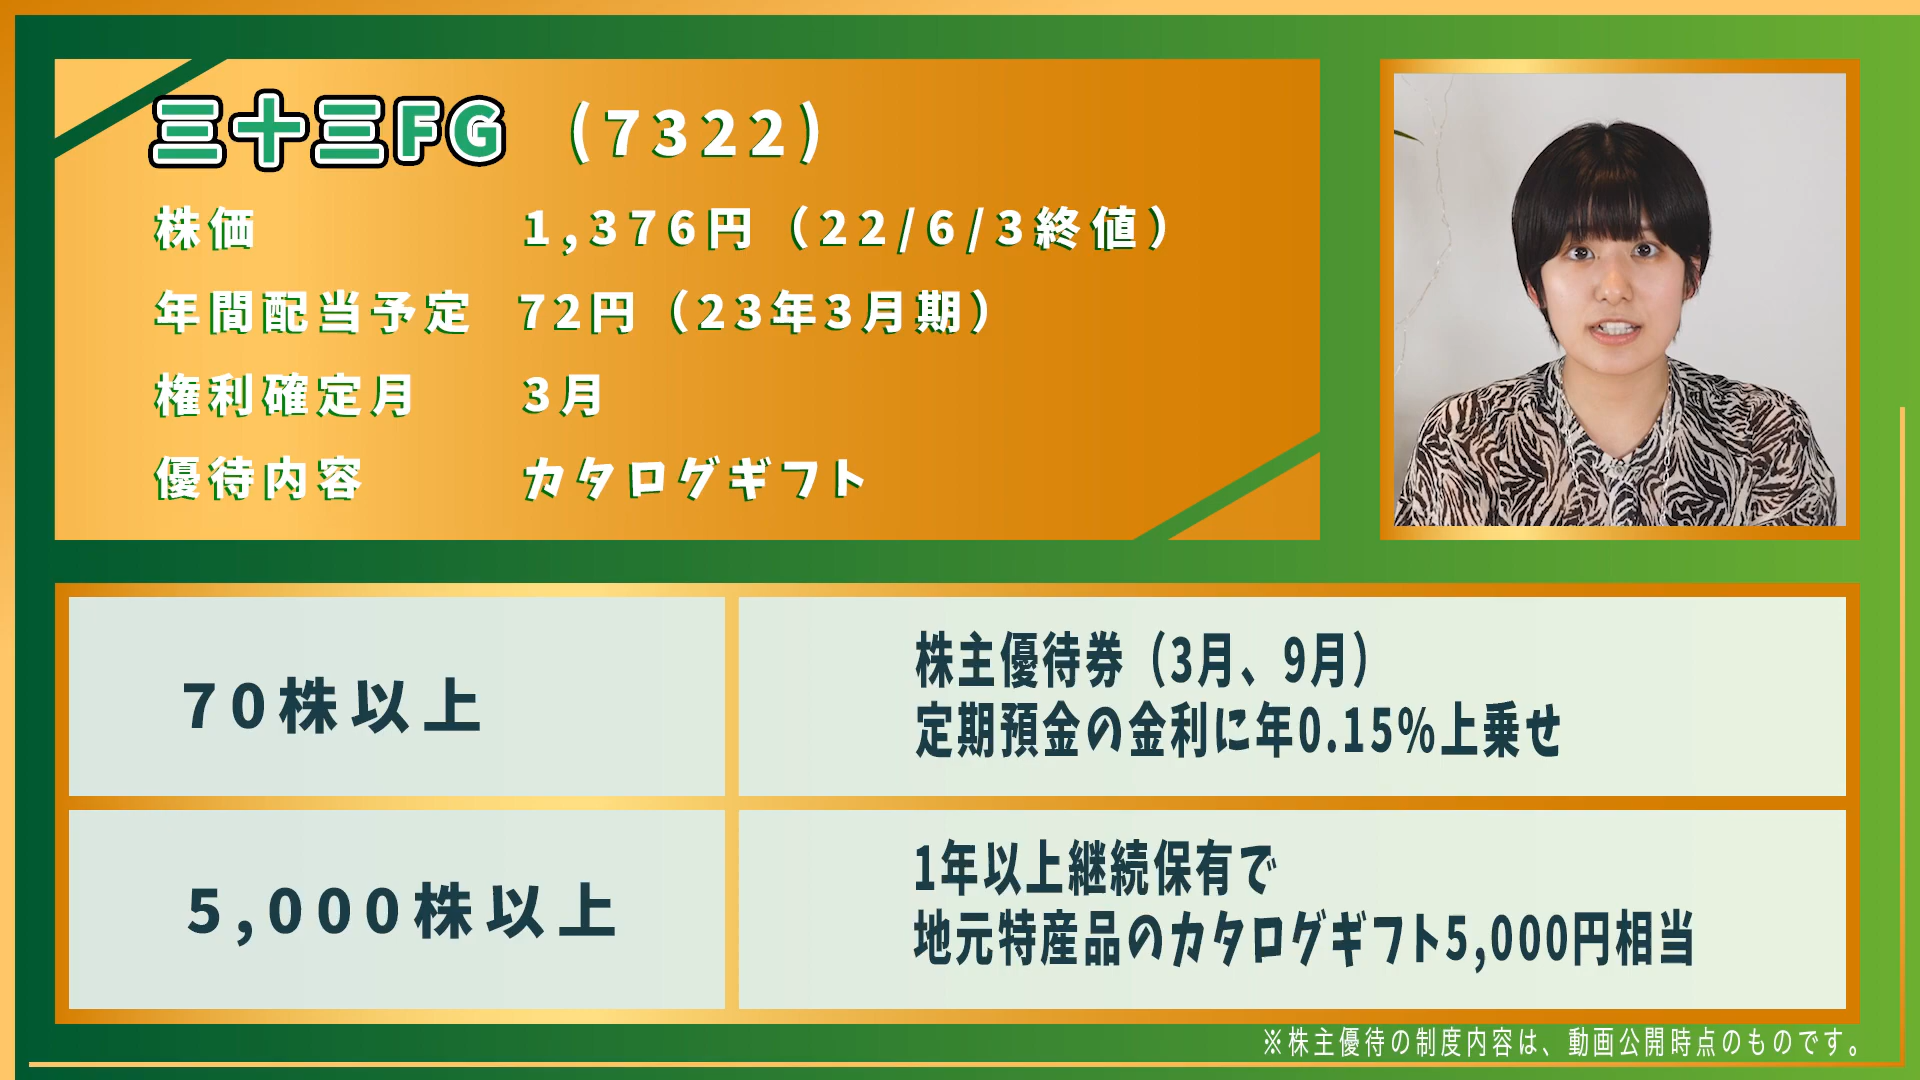 三十三FG （7322）
株価 1,376円（22/6/3終値）
年間配当予定 72円（23年3月期）
権利確定月 3月
優待内容 カタログギフト
70株以上
株主優待券（3月、9月）
定期預金の金利に年0.15%上乗せ
5,000株以上
1年以上継続保有で
地元特産品のカタログギフト5,000円相当
※株主優待の制度内容は、動画公開時点のものです。